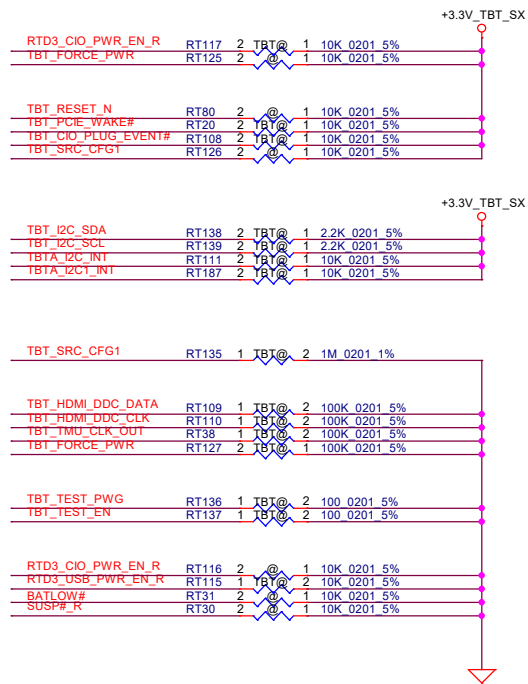 +3.3V_TBT_SX
RTD3_CIO_PWR_EN_R RT117 2 TBT@ 1 10K_0201_5%
TBT_FORCE_PWR RT125 2 @ 1 10K_0201_5%
TBT_RESET_N RT80 2 @ 1 10K_0201_5%
TBT_PCIE_WAKE# RT20 2 TBT@ 1 10K_0201_5%
TBT_CIO_PLUG_EVENT# RT108 2 TBT@ 1 10K_0201_5%
TBT_SRC_CFG1 RT126 2 @ 1 10K_0201_5%
+3.3V_TBT_SX
TBT_I2C_SDA RT138 2 TBT@ 1 2.2K_0201_5%
TBT_I2C_SCL RT139 2 TBT@ 1 2.2K_0201_5%
TBTA_I2C_INT RT111 2 TBT@ 1 10K_0201_5%
TBTA_I2C1_INT RT187 2 TBT@ 1 10K_0201_5%
TBT_SRC_CFG1 RT135 1 TBT@ 2 1M_0201_1%
TBT_HDMI_DDC_DATA RT109 1 TBT@ 2 100K_0201_5%
TBT_HDMI_DDC_CLK RT110 1 TBT@ 2 100K_0201_5%
TBT_TMU_CLK_OUT RT38 1 TBT@ 2 100K_0201_5%
TBT_FORCE_PWR RT127 2 TBT@ 1 100K_0201_5%
TBT_TEST_PWG RT136 1 TBT@ 2 100_0201_5%
TBT_TEST_EN RT137 1 TBT@ 2 100_0201_5%
RTD3_CIO_PWR_EN_R RT116 2 @ 1 10K_0201_5%
RTD3_USB_PWR_EN_R RT115 1 TBT@ 2 10K_0201_5%
BATLOW# RT31 2 @ 1 10K_0201_5%
SUSP#_R RT30 2 @ 1 10K_0201_5%